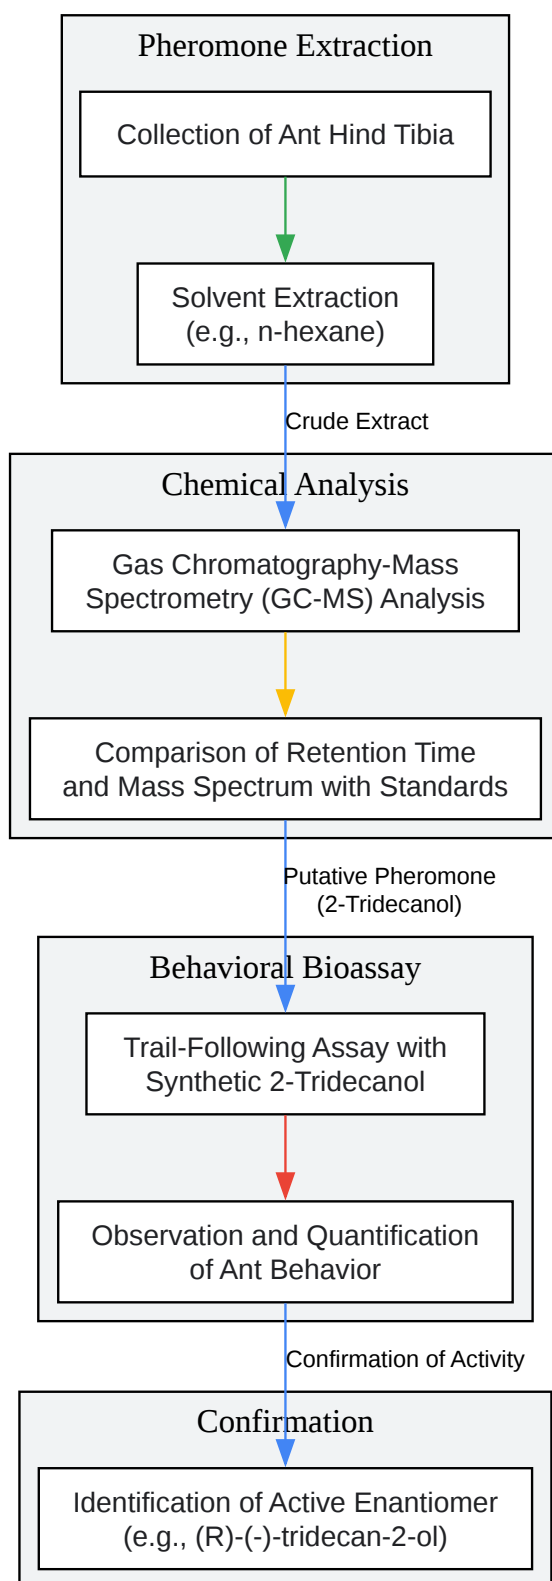 Pheromone Extraction
Collection of Ant Hind Tibia
Solvent Extraction
(e.g., n-hexane)
Crude Extract
Chemical Analysis
Gas Chromatography-Mass
Spectrometry (GC-MS) Analysis
Comparison of Retention Time
and Mass Spectrum with Standards
Putative Pheromone
(2-Tridecanol)
Behavioral Bioassay
Trail-Following Assay with
Synthetic 2-Tridecanol
Observation and Quantification
of Ant Behavior
Confirmation of Activity
Confirmation
Identification of Active Enantiomer
(e.g., (R)-(-)-tridecan-2-ol)